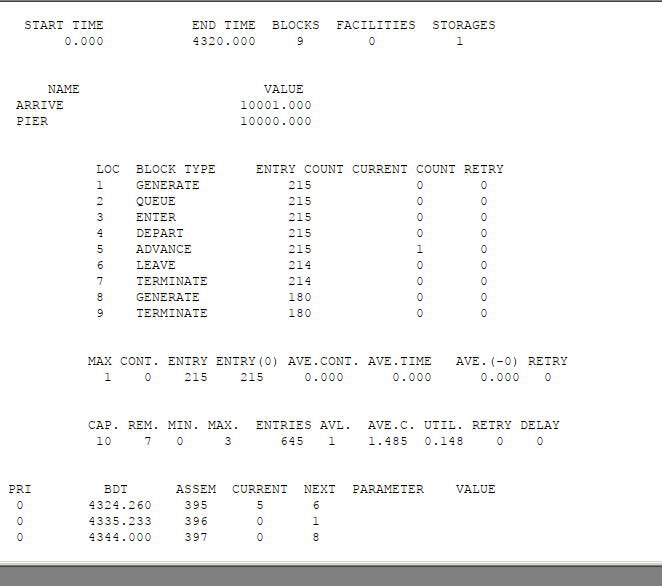 START TIME END TIME BLOCKS FACILITIES STORAGES
0.000 4320.000 9 0 1
NAME VALUE
ARRIVE 10001.000
PIER 10000.000
LOC BLOCK TYPE ENTRY COUNT CURRENT COUNT RETRY
1 GENERATE 215 0 0
2 QUEUE 215 0 0
3 ENTER 215 0 0
4 DEPART 215 0 0
5 ADVANCE 215 1 0
6 LEAVE 214 0 0
7 TERMINATE 214 0 0
8 GENERATE 180 0 0
9 TERMINATE 180 0 0
MAX CONT. ENTRY ENTRY(0) AVE.CONT. AVE.TIME AVE.(-0) RETRY
1 0 215 215 0.000 0.000 0.000 0
CAP. REM. MIN. MAX. ENTRIES AVL. AVE.C. UTIL. RETRY DELAY
10 7 0 3 645 1 1.485 0.148 0 0
PRI BDT ASSEM CURRENT NEXT PARAMETER VALUE
0 4324.260 395 5 6
0 4335.233 396 0 1
0 4344.000 397 0 8